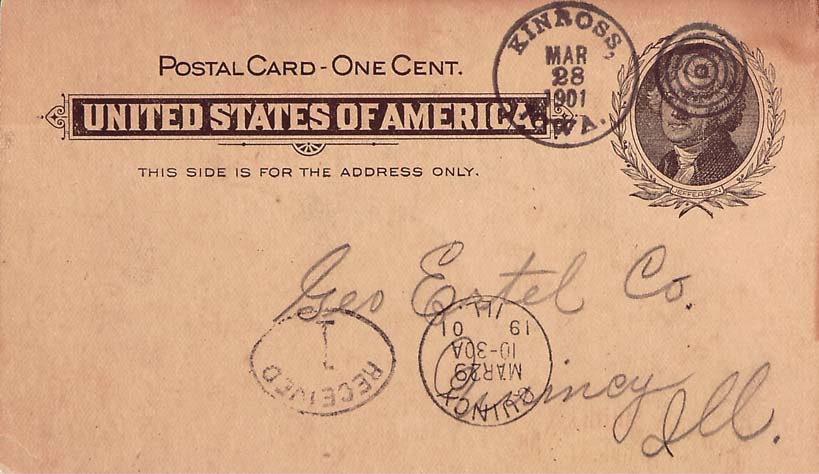 POSTAL CARD - ONE CENT.
UNITED STATES OF AMERICA.
THIS SIDE IS FOR THE ADDRESS ONLY.
KINROSS,
MAR
28
1901
JEFFERSON
Geo Ertel Co.
Quincy
Ill.
RECEIVED
1
QUINCY
MAR 29
10-30A
19 01
ILL.